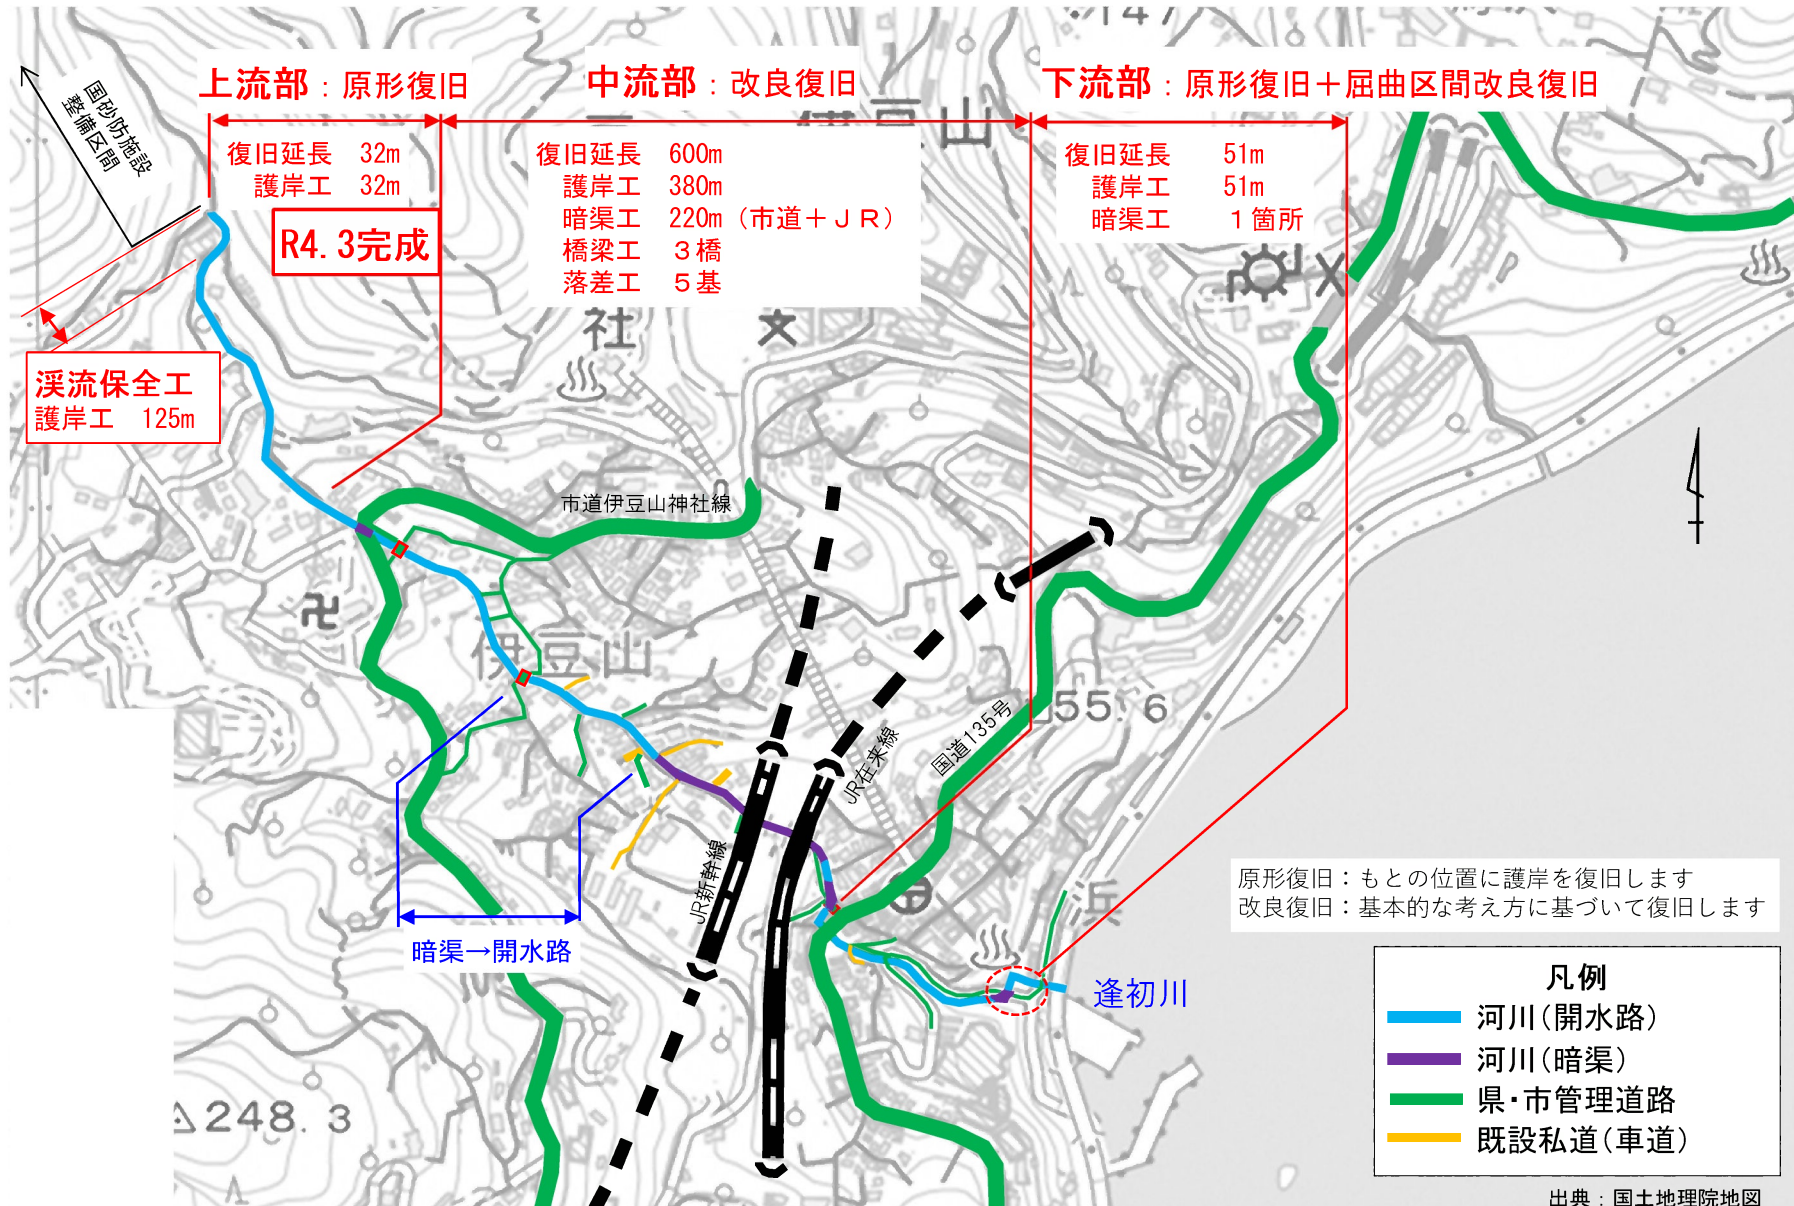 上流部：原形復旧
中流部：改良復旧
下流部：原形復旧＋屈曲区間改良復旧
国砂防施設
整備区間
復旧延長　32m
護岸工　32m
R4.3完成
復旧延長　600m
護岸工　380m
暗渠工　220m（市道＋ＪＲ）
橋梁工　３橋
落差工　５基
復旧延長　51m
護岸工　51m
暗渠工　１箇所
伊豆山
社
渓流保全工
護岸工　125m
市道伊豆山神社線
伊豆山
55.6
国道135号
JR在来線
JR新幹線
暗渠→開水路
浜
逢初川
248.3
原形復旧：もとの位置に護岸を復旧します
改良復旧：基本的な考え方に基づいて復旧します
凡例
河川（開水路）
河川（暗渠）
県・市管理道路
既設私道（車道）
出典：国土地理院地図